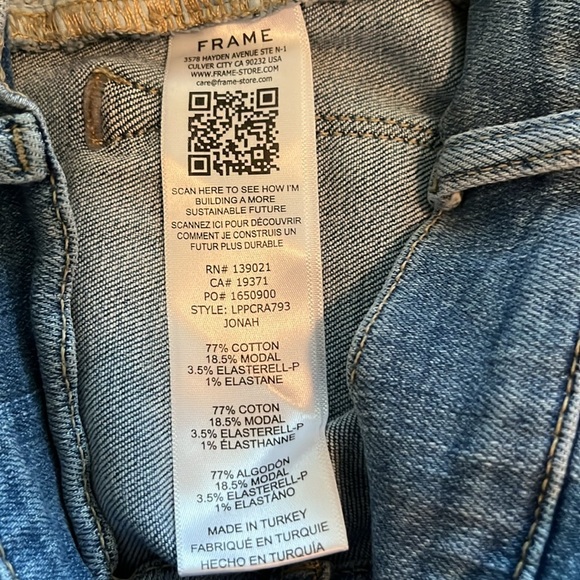 FRAME
3578 HAYDEN AVENUE STE N-1
CULVER CITY CA 90232 USA
WWW.FRAME-STORE.COM
care@frame-store.com
SCAN HERE TO SEE HOW I'M
BUILDING A MORE
SUSTAINABLE FUTURE
SCANNEZ ICI POUR DÉCOUVRIR
COMMENT JE CONSTRUIS UN
FUTUR PLUS DURABLE
RN# 139021
CA# 19371
PO# 1650900
STYLE: LPPCRA793
JONAH
77% COTTON
18.5% MODAL
3.5% ELASTERELL-P
1% ELASTANE
77% COTON
18.5% MODAL
3.5% ELASTERELL-P
1% ÉLASTHANNE
77% ALGODÓN
18.5% MODAL
3.5% ELASTERELL-P
1% ELASTANO
MADE IN TURKEY
FABRIQUÉ EN TURQUIE
HECHO EN TURQUÍA